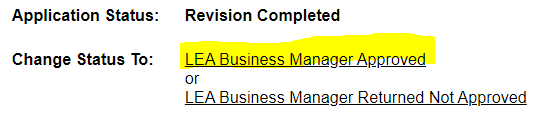 Application Status: Revision Completed
Change Status To: LEA Business Manager Approved
or
LEA Business Manager Returned Not Approved